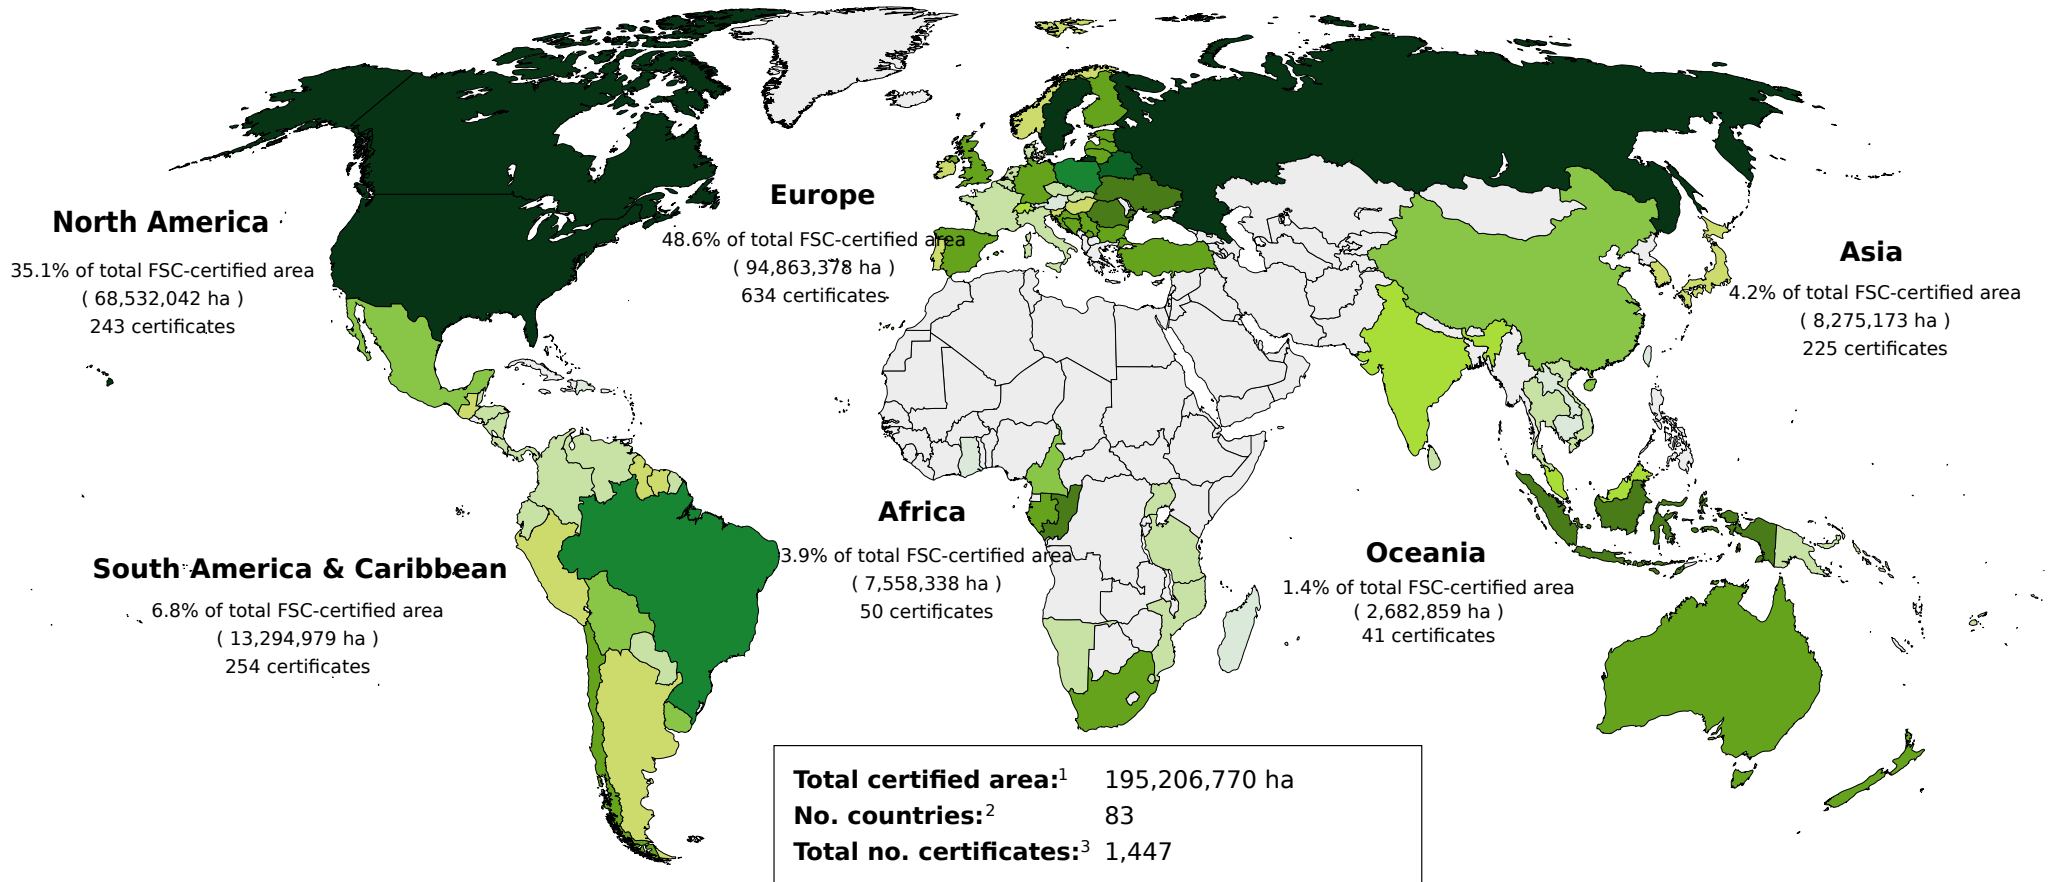 North America
35.1% of total FSC-certified area
( 68,532,042 ha )
243 certificates
Europe
48.6% of total FSC-certified area
( 94,863,378 ha )
634 certificates
Asia
4.2% of total FSC-certified area
( 8,275,173 ha )
225 certificates
South America & Caribbean
6.8% of total FSC-certified area
( 13,294,979 ha )
254 certificates
Africa
3.9% of total FSC-certified area
( 7,558,338 ha )
50 certificates
Oceania
1.4% of total FSC-certified area
( 2,682,859 ha )
41 certificates
Total certified area:¹ 195,206,770 ha
No. countries:² 83
Total no. certificates:³ 1,447